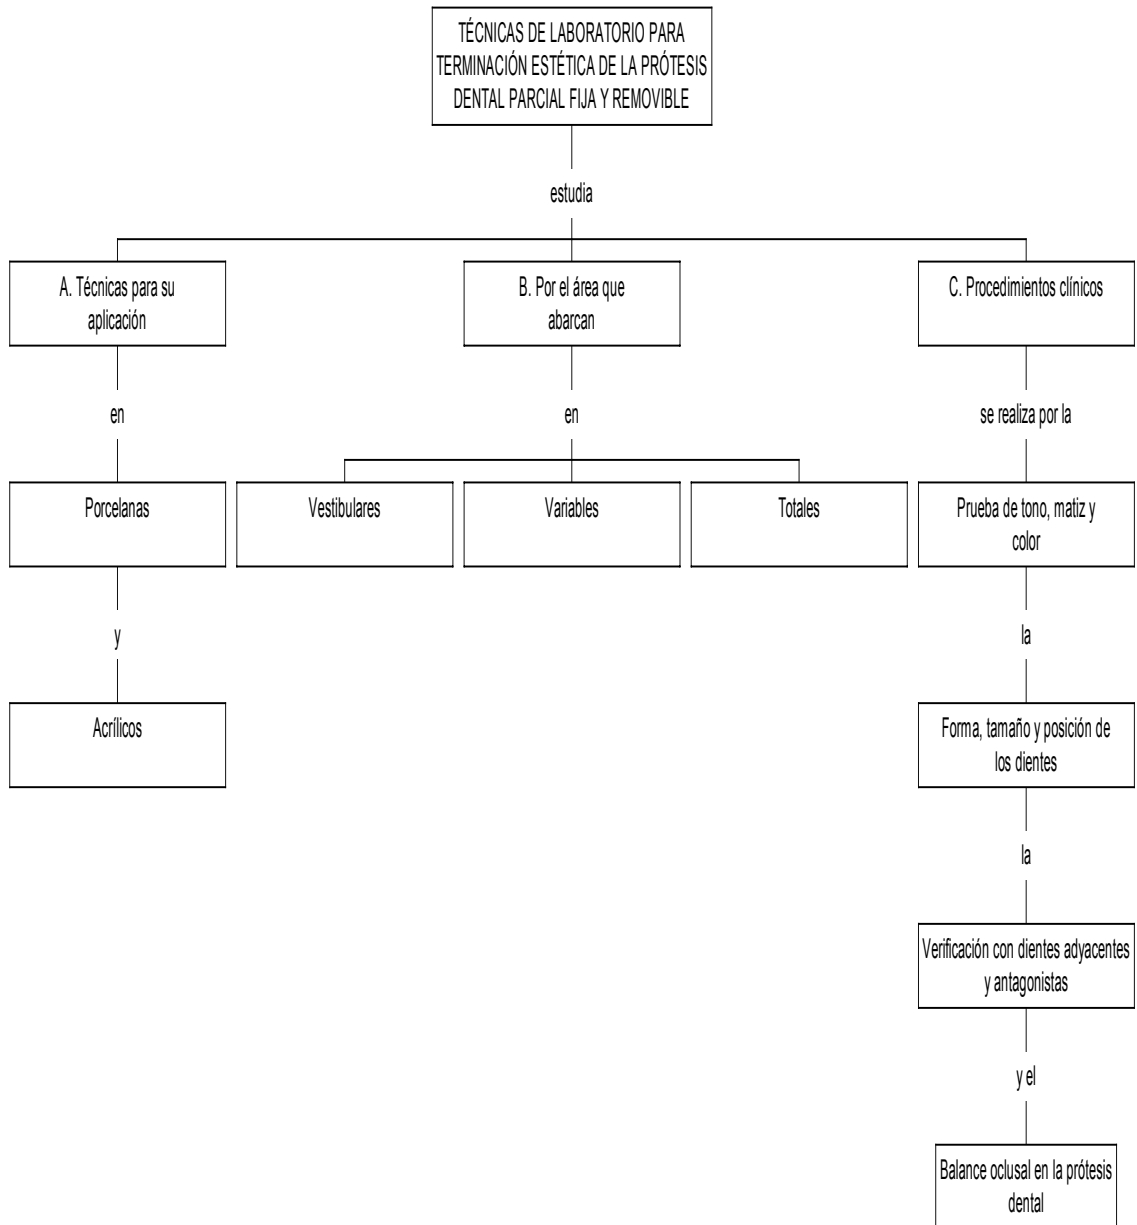 TÉCNICAS DE LABORATORIO PARA
TERMINACIÓN ESTÉTICA DE LA PRÓTESIS
DENTAL PARCIAL FIJA Y REMOVIBLE
estudia
A. Técnicas para su
aplicación
B. Por el área que
abarcan
C. Procedimientos clínicos
en
en
se realiza por la
Porcelanas
Vestibulares
Variables
Totales
Prueba de tono, matiz y
color
y
la
Acrílicos
Forma, tamaño y posición de
los dientes
la
Verificación con dientes adyacentes
y antagonistas
y el
Balance oclusal en la prótesis
dental